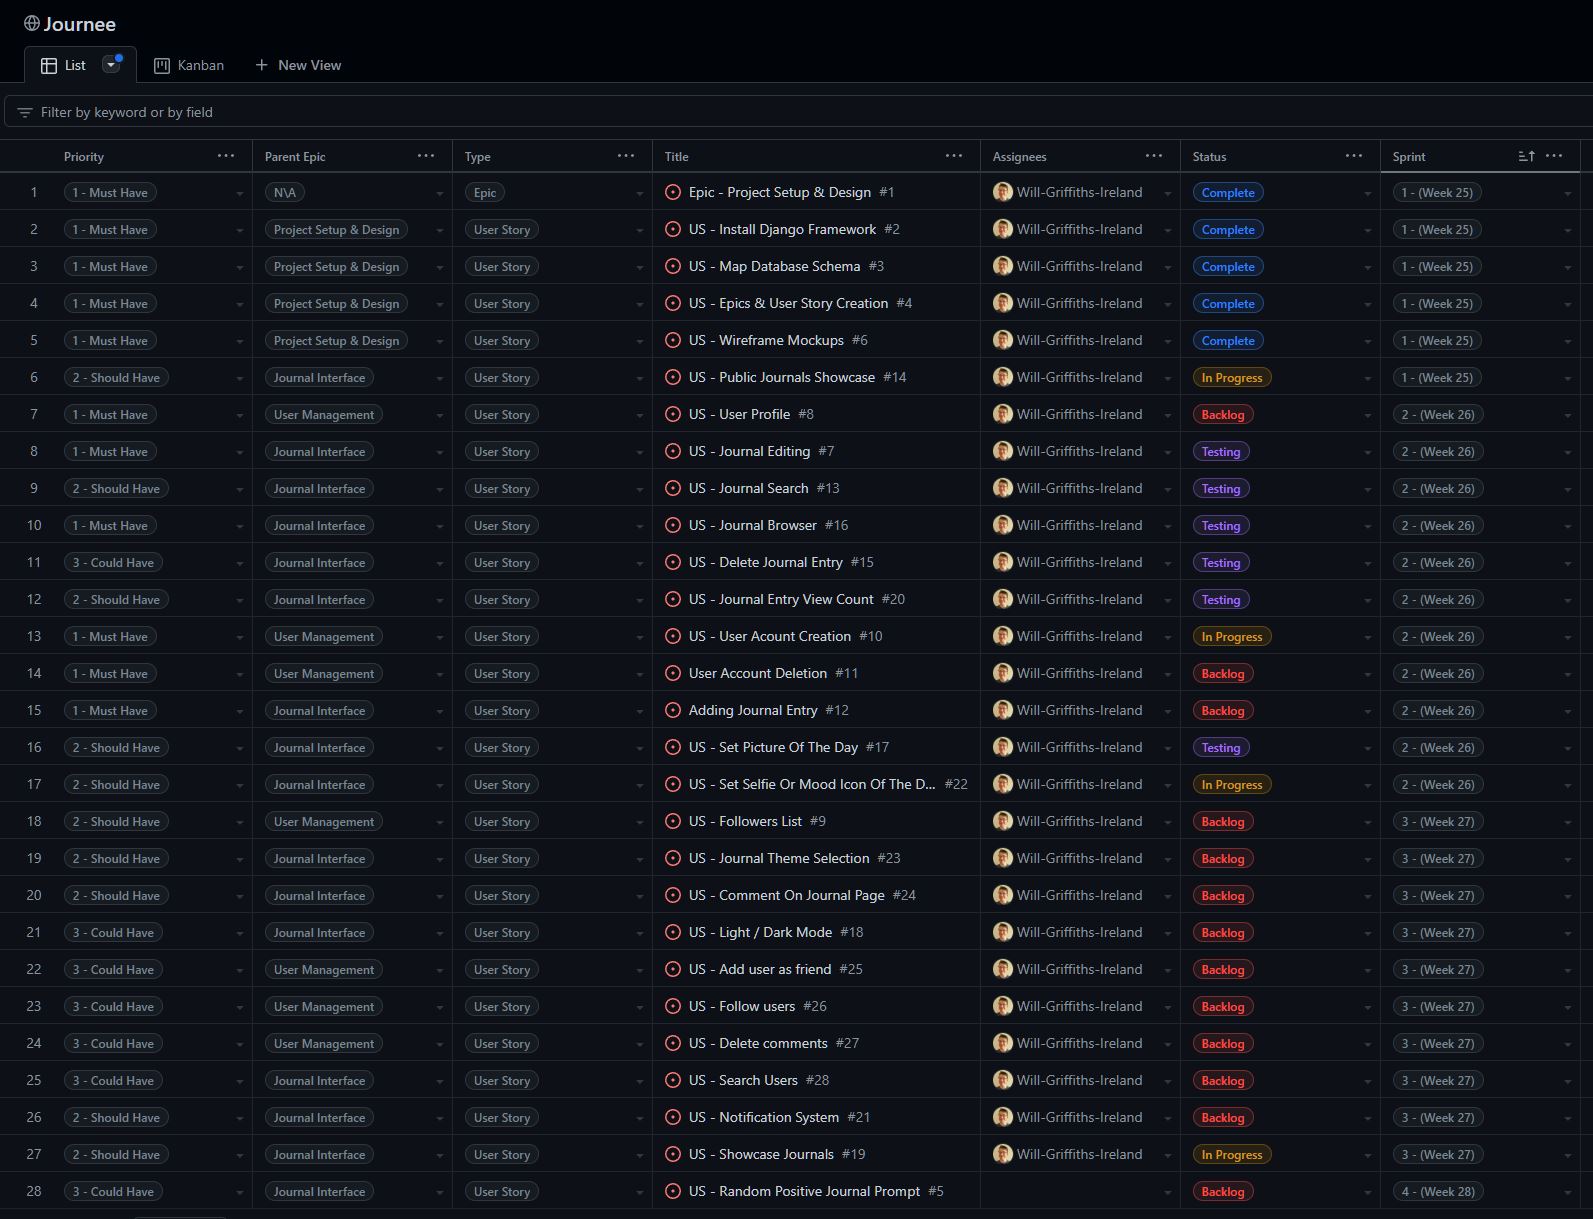 Journee
List Kanban New View
Filter by keyword or by field
Priority Parent Epic Type Title Assignees Status Sprint
1 1 - Must Have N\A Epic Epic - Project Setup & Design #1 Will-Griffiths-Ireland Complete 1 - (Week 25)
2 1 - Must Have Project Setup & Design User Story US - Install Django Framework #2 Will-Griffiths-Ireland Complete 1 - (Week 25)
3 1 - Must Have Project Setup & Design User Story US - Map Database Schema #3 Will-Griffiths-Ireland Complete 1 - (Week 25)
4 1 - Must Have Project Setup & Design User Story US - Epics & User Story Creation #4 Will-Griffiths-Ireland Complete 1 - (Week 25)
5 1 - Must Have Project Setup & Design User Story US - Wireframe Mockups #6 Will-Griffiths-Ireland Complete 1 - (Week 25)
6 2 - Should Have Journal Interface User Story US - Public Journals Showcase #14 Will-Griffiths-Ireland In Progress 1 - (Week 25)
7 1 - Must Have User Management User Story US - User Profile #8 Will-Griffiths-Ireland Backlog 2 - (Week 26)
8 1 - Must Have Journal Interface User Story US - Journal Editing #7 Will-Griffiths-Ireland Testing 2 - (Week 26)
9 2 - Should Have Journal Interface User Story US - Journal Search #13 Will-Griffiths-Ireland Testing 2 - (Week 26)
10 1 - Must Have Journal Interface User Story US - Journal Browser #16 Will-Griffiths-Ireland Testing 2 - (Week 26)
11 3 - Could Have Journal Interface User Story US - Delete Journal Entry #15 Will-Griffiths-Ireland Testing 2 - (Week 26)
12 2 - Should Have Journal Interface User Story US - Journal Entry View Count #20 Will-Griffiths-Ireland Testing 2 - (Week 26)
13 1 - Must Have User Management User Story US - User Acount Creation #10 Will-Griffiths-Ireland In Progress 2 - (Week 26)
14 1 - Must Have User Management User Story User Account Deletion #11 Will-Griffiths-Ireland Backlog 2 - (Week 26)
15 1 - Must Have Journal Interface User Story Adding Journal Entry #12 Will-Griffiths-Ireland Backlog 2 - (Week 26)
16 2 - Should Have Journal Interface User Story US - Set Picture Of The Day #17 Will-Griffiths-Ireland Testing 2 - (Week 26)
17 2 - Should Have Journal Interface User Story US - Set Selfie Or Mood Icon Of The D... #22 Will-Griffiths-Ireland In Progress 2 - (Week 26)
18 2 - Should Have User Management User Story US - Followers List #9 Will-Griffiths-Ireland Backlog 3 - (Week 27)
19 2 - Should Have Journal Interface User Story US - Journal Theme Selection #23 Will-Griffiths-Ireland Backlog 3 - (Week 27)
20 2 - Should Have Journal Interface User Story US - Comment On Journal Page #24 Will-Griffiths-Ireland Backlog 3 - (Week 27)
21 3 - Could Have Journal Interface User Story US - Light / Dark Mode #18 Will-Griffiths-Ireland Backlog 3 - (Week 27)
22 3 - Could Have User Management User Story US - Add user as friend #25 Will-Griffiths-Ireland Backlog 3 - (Week 27)
23 3 - Could Have User Management User Story US - Follow users #26 Will-Griffiths-Ireland Backlog 3 - (Week 27)
24 3 - Could Have User Management User Story US - Delete comments #27 Will-Griffiths-Ireland Backlog 3 - (Week 27)
25 3 - Could Have Journal Interface User Story US - Search Users #28 Will-Griffiths-Ireland Backlog 3 - (Week 27)
26 2 - Should Have Journal Interface User Story US - Notification System #21 Will-Griffiths-Ireland Backlog 3 - (Week 27)
27 2 - Should Have Journal Interface User Story US - Showcase Journals #19 Will-Griffiths-Ireland In Progress 3 - (Week 27)
28 3 - Could Have Journal Interface User Story US - Random Positive Journal Prompt #5 Backlog 4 - (Week 28)